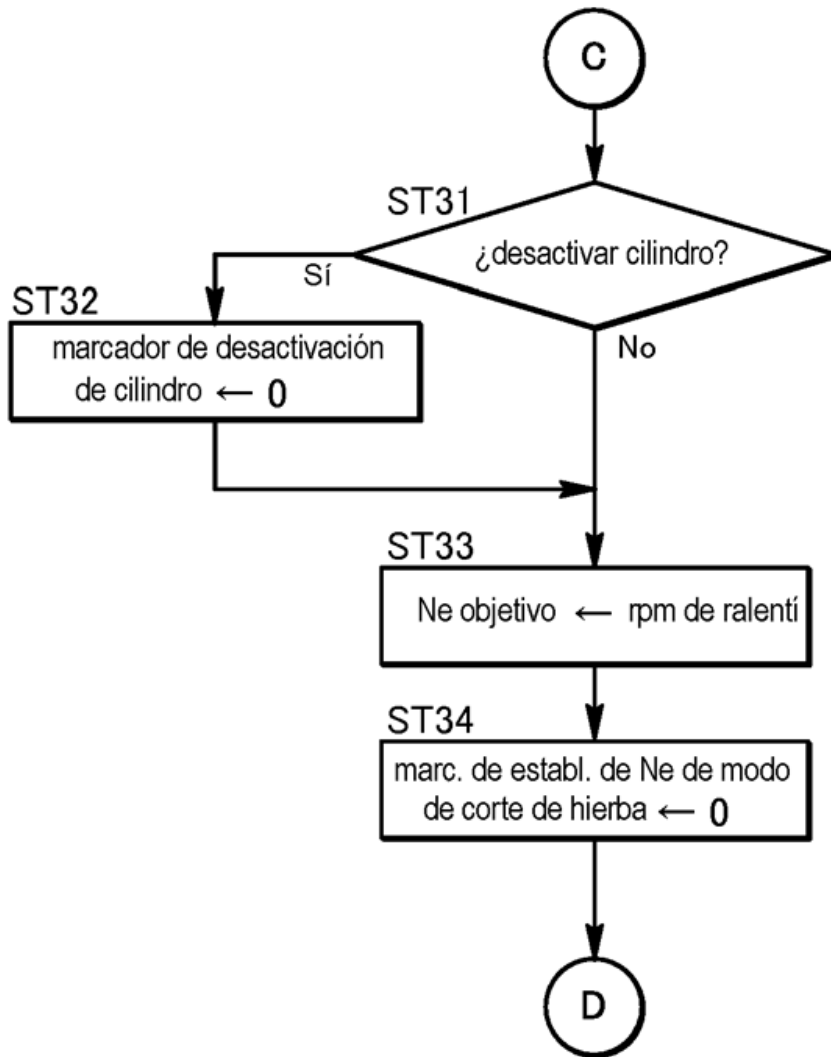 C
ST31
¿desactivar cilindro?
Sí
ST32
marcador de desactivación
de cilindro ← 0
No
ST33
Ne objetivo ← rpm de ralentí
ST34
marc. de establ. de Ne de modo
de corte de hierba ← 0
D